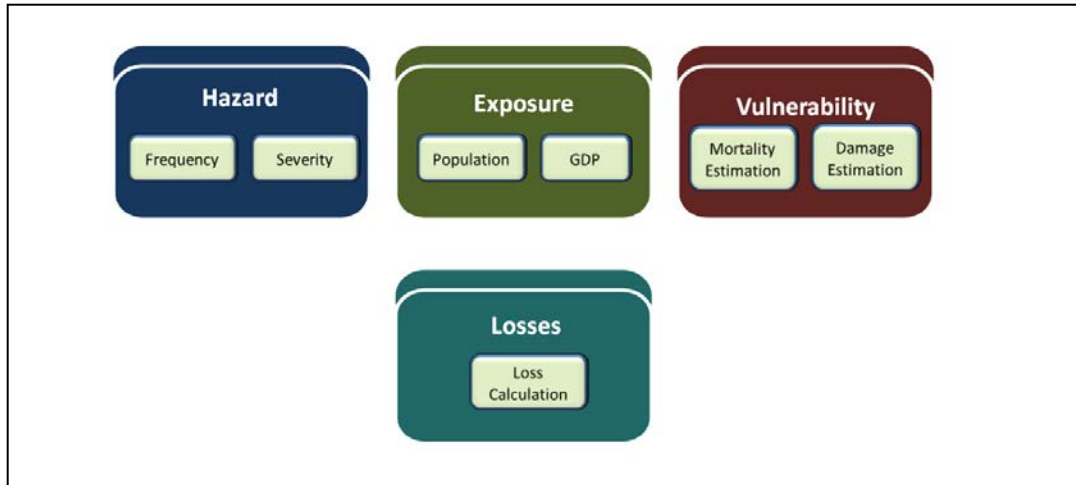 Hazard
Frequency
Severity
Exposure
Population
GDP
Vulnerability
Mortality
Estimation
Damage
Estimation
Losses
Loss
Calculation